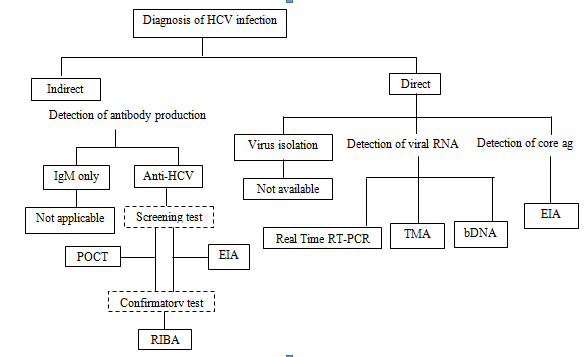 Diagnosis of HCV infection
Indirect
Direct
Detection of antibody production
Virus isolation
Detection of viral RNA
Detection of core ag
IgM only
Anti-HCV
Not available
Not applicable
Screening test
Real Time RT-PCR
TMA
bDNA
EIA
POCT
EIA
Confirmatory test
RIBA